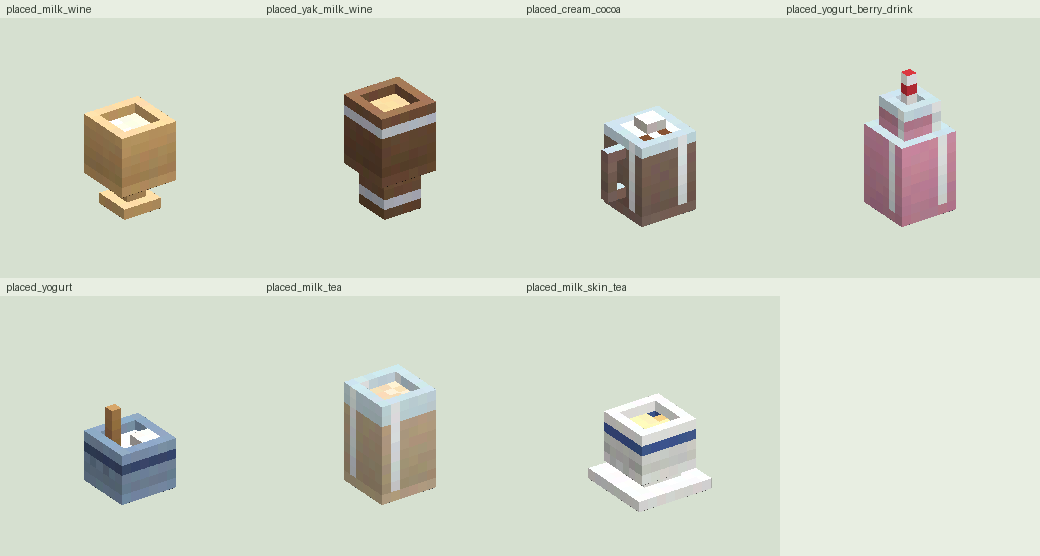 placed_milk_wine
placed_yak_milk_wine
placed_cream_cocoa
placed_yogurt_berry_drink
placed_yogurt
placed_milk_tea
placed_milk_skin_tea